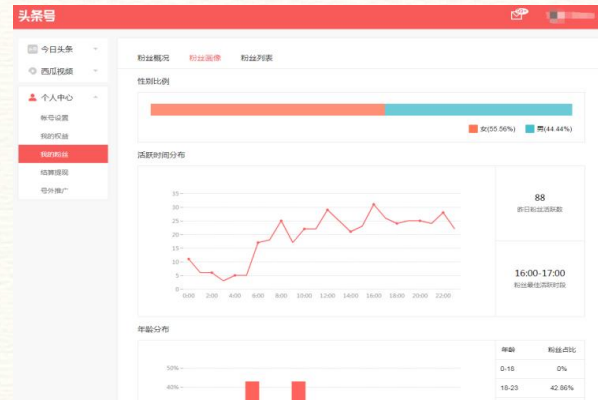 头条号
99+
今日头条
西瓜视频
个人中心
帐号设置
我的权益
我的粉丝
结算提现
号外推广
粉丝概况 粉丝画像 粉丝列表
性别比例
女(55.56%) 男(44.44%)
活跃时间分布
35
30
25
20
15
10
5
0
0:00 2:00 4:00 6:00 8:00 10:00 12:00 14:00 16:00 18:00 20:00 22:00
88
昨日粉丝活跃数
16:00-17:00
粉丝最佳活跃时段
年龄分布
50%
40%
年龄 粉丝占比
0-16 0%
18-23 42.86%